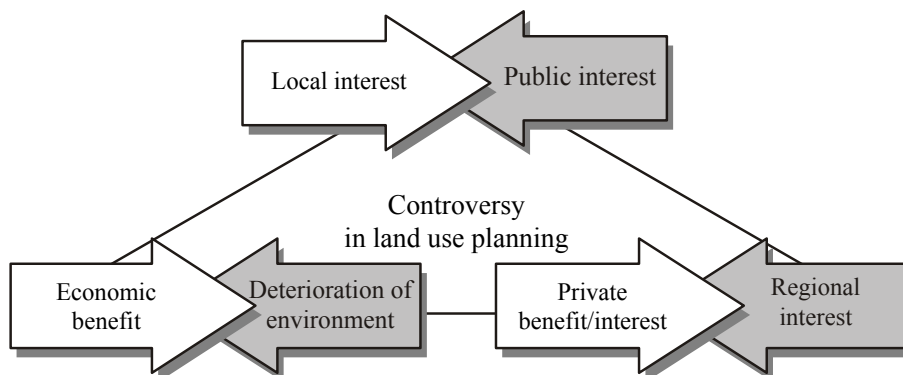 Local interest
Public interest
Controversy
in land use planning
Economic
benefit
Deterioration of
environment
Private
benefit/interest
Regional
interest